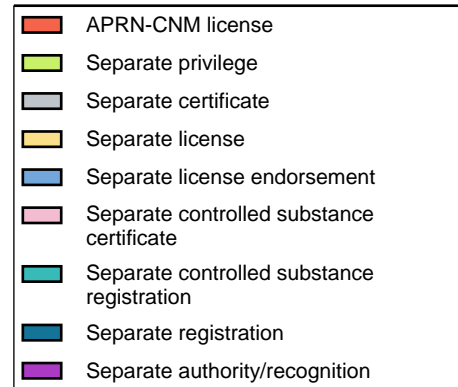 APRN-CNM license
Separate privilege
Separate certificate
Separate license
Separate license endorsement
Separate controlled substance
certificate
Separate controlled substance
registration
Separate registration
Separate authority/recognition